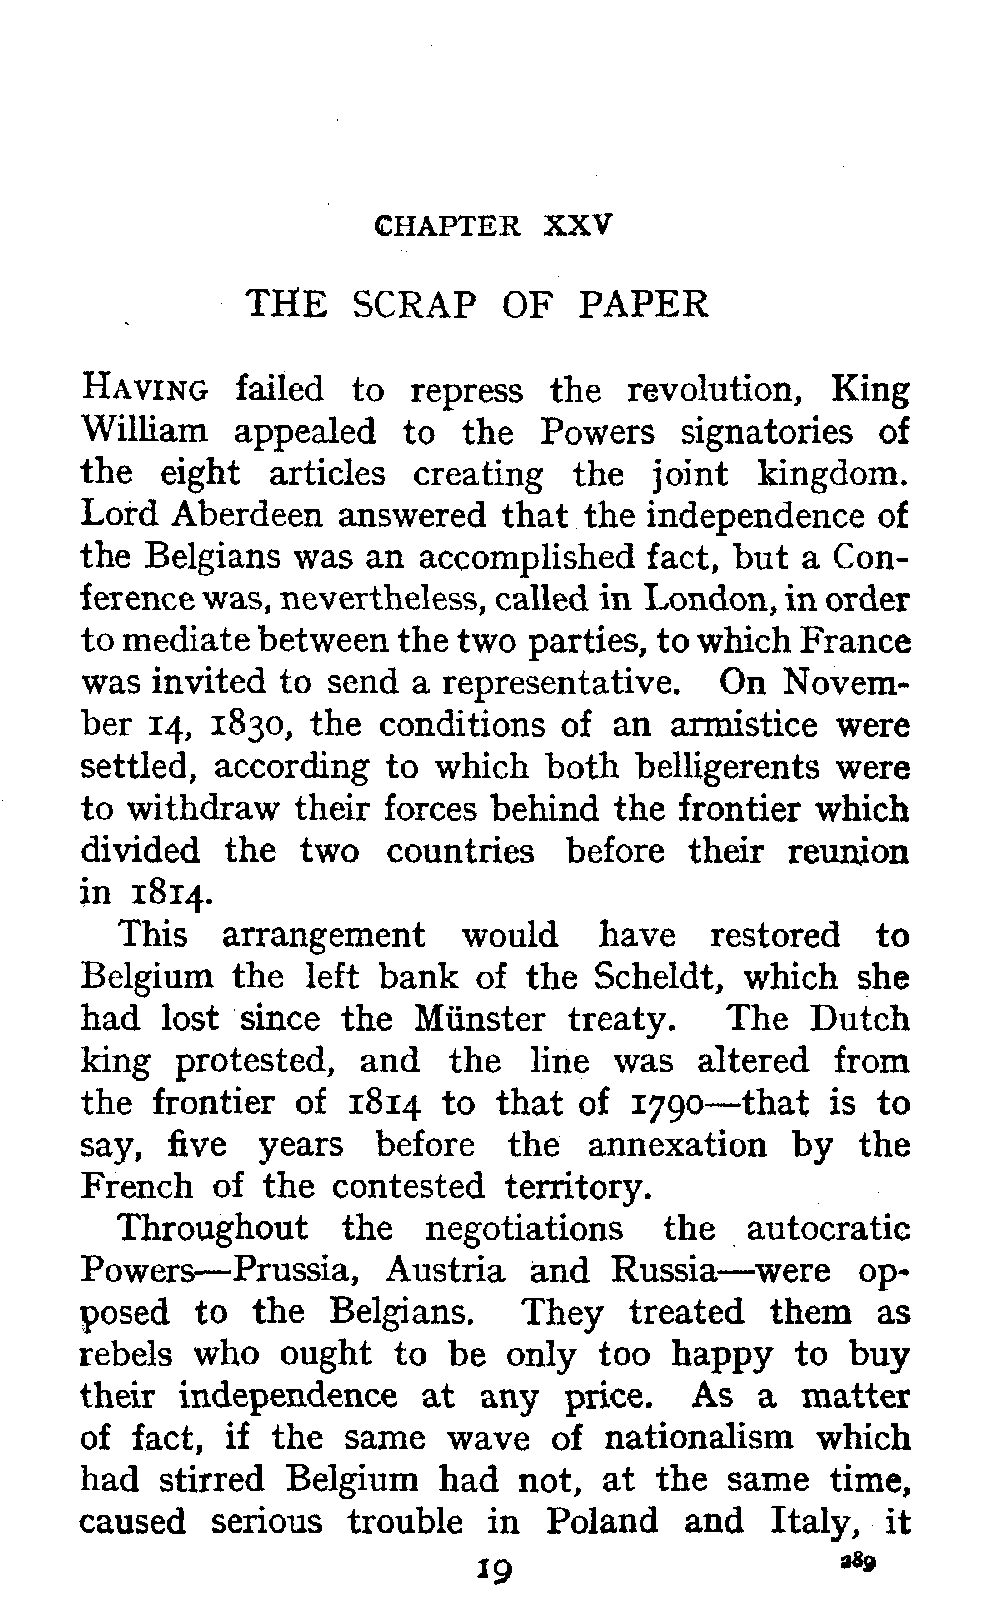 CHAPTER XXV
THE SCRAP OF PAPER
HAVING failed to repress the revolution, King
William appealed to the Powers signatories of
the eight articles creating the joint kingdom.
Lord Aberdeen answered that the independence of
the Belgians was an accomplished fact, but a Con-
ference was, nevertheless, called in London, in order
to mediate between the two parties, to which France
was invited to send a representative. On Novem-
ber 14, 1830, the conditions of an armistice were
settled, according to which both belligerents were
to withdraw their forces behind the frontier which
divided the two countries before their reunion
in 1814.
This arrangement would have restored to
Belgium the left bank of the Scheldt, which she
had lost since the Münster treaty. The Dutch
king protested, and the line was altered from
the frontier of 1814 to that of 1790—that is to
say, five years before the annexation by the
French of the contested territory.
Throughout the negotiations the autocratic
Powers—Prussia, Austria and Russia—were op-
posed to the Belgians. They treated them as
rebels who ought to be only too happy to buy
their independence at any price. As a matter
of fact, if the same wave of nationalism which
had stirred Belgium had not, at the same time,
caused serious trouble in Poland and Italy, it
19 289